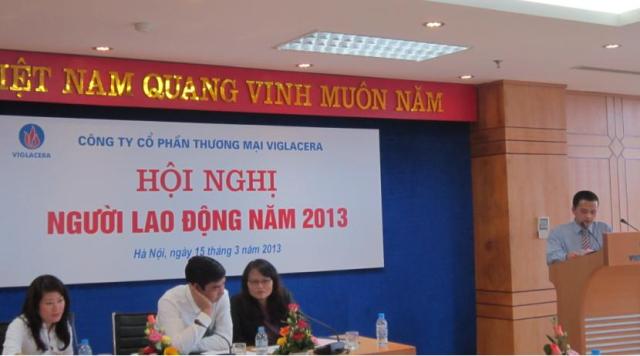 VIỆT NAM QUANG VINH MUÔN NĂM
VIGLACERA
CÔNG TY CỔ PHẦN THƯƠNG MẠI VIGLACERA
HỘI NGHỊ
NGƯỜI LAO ĐỘNG NĂM 2013
Hà Nội, ngày 15 tháng 3 năm 2013